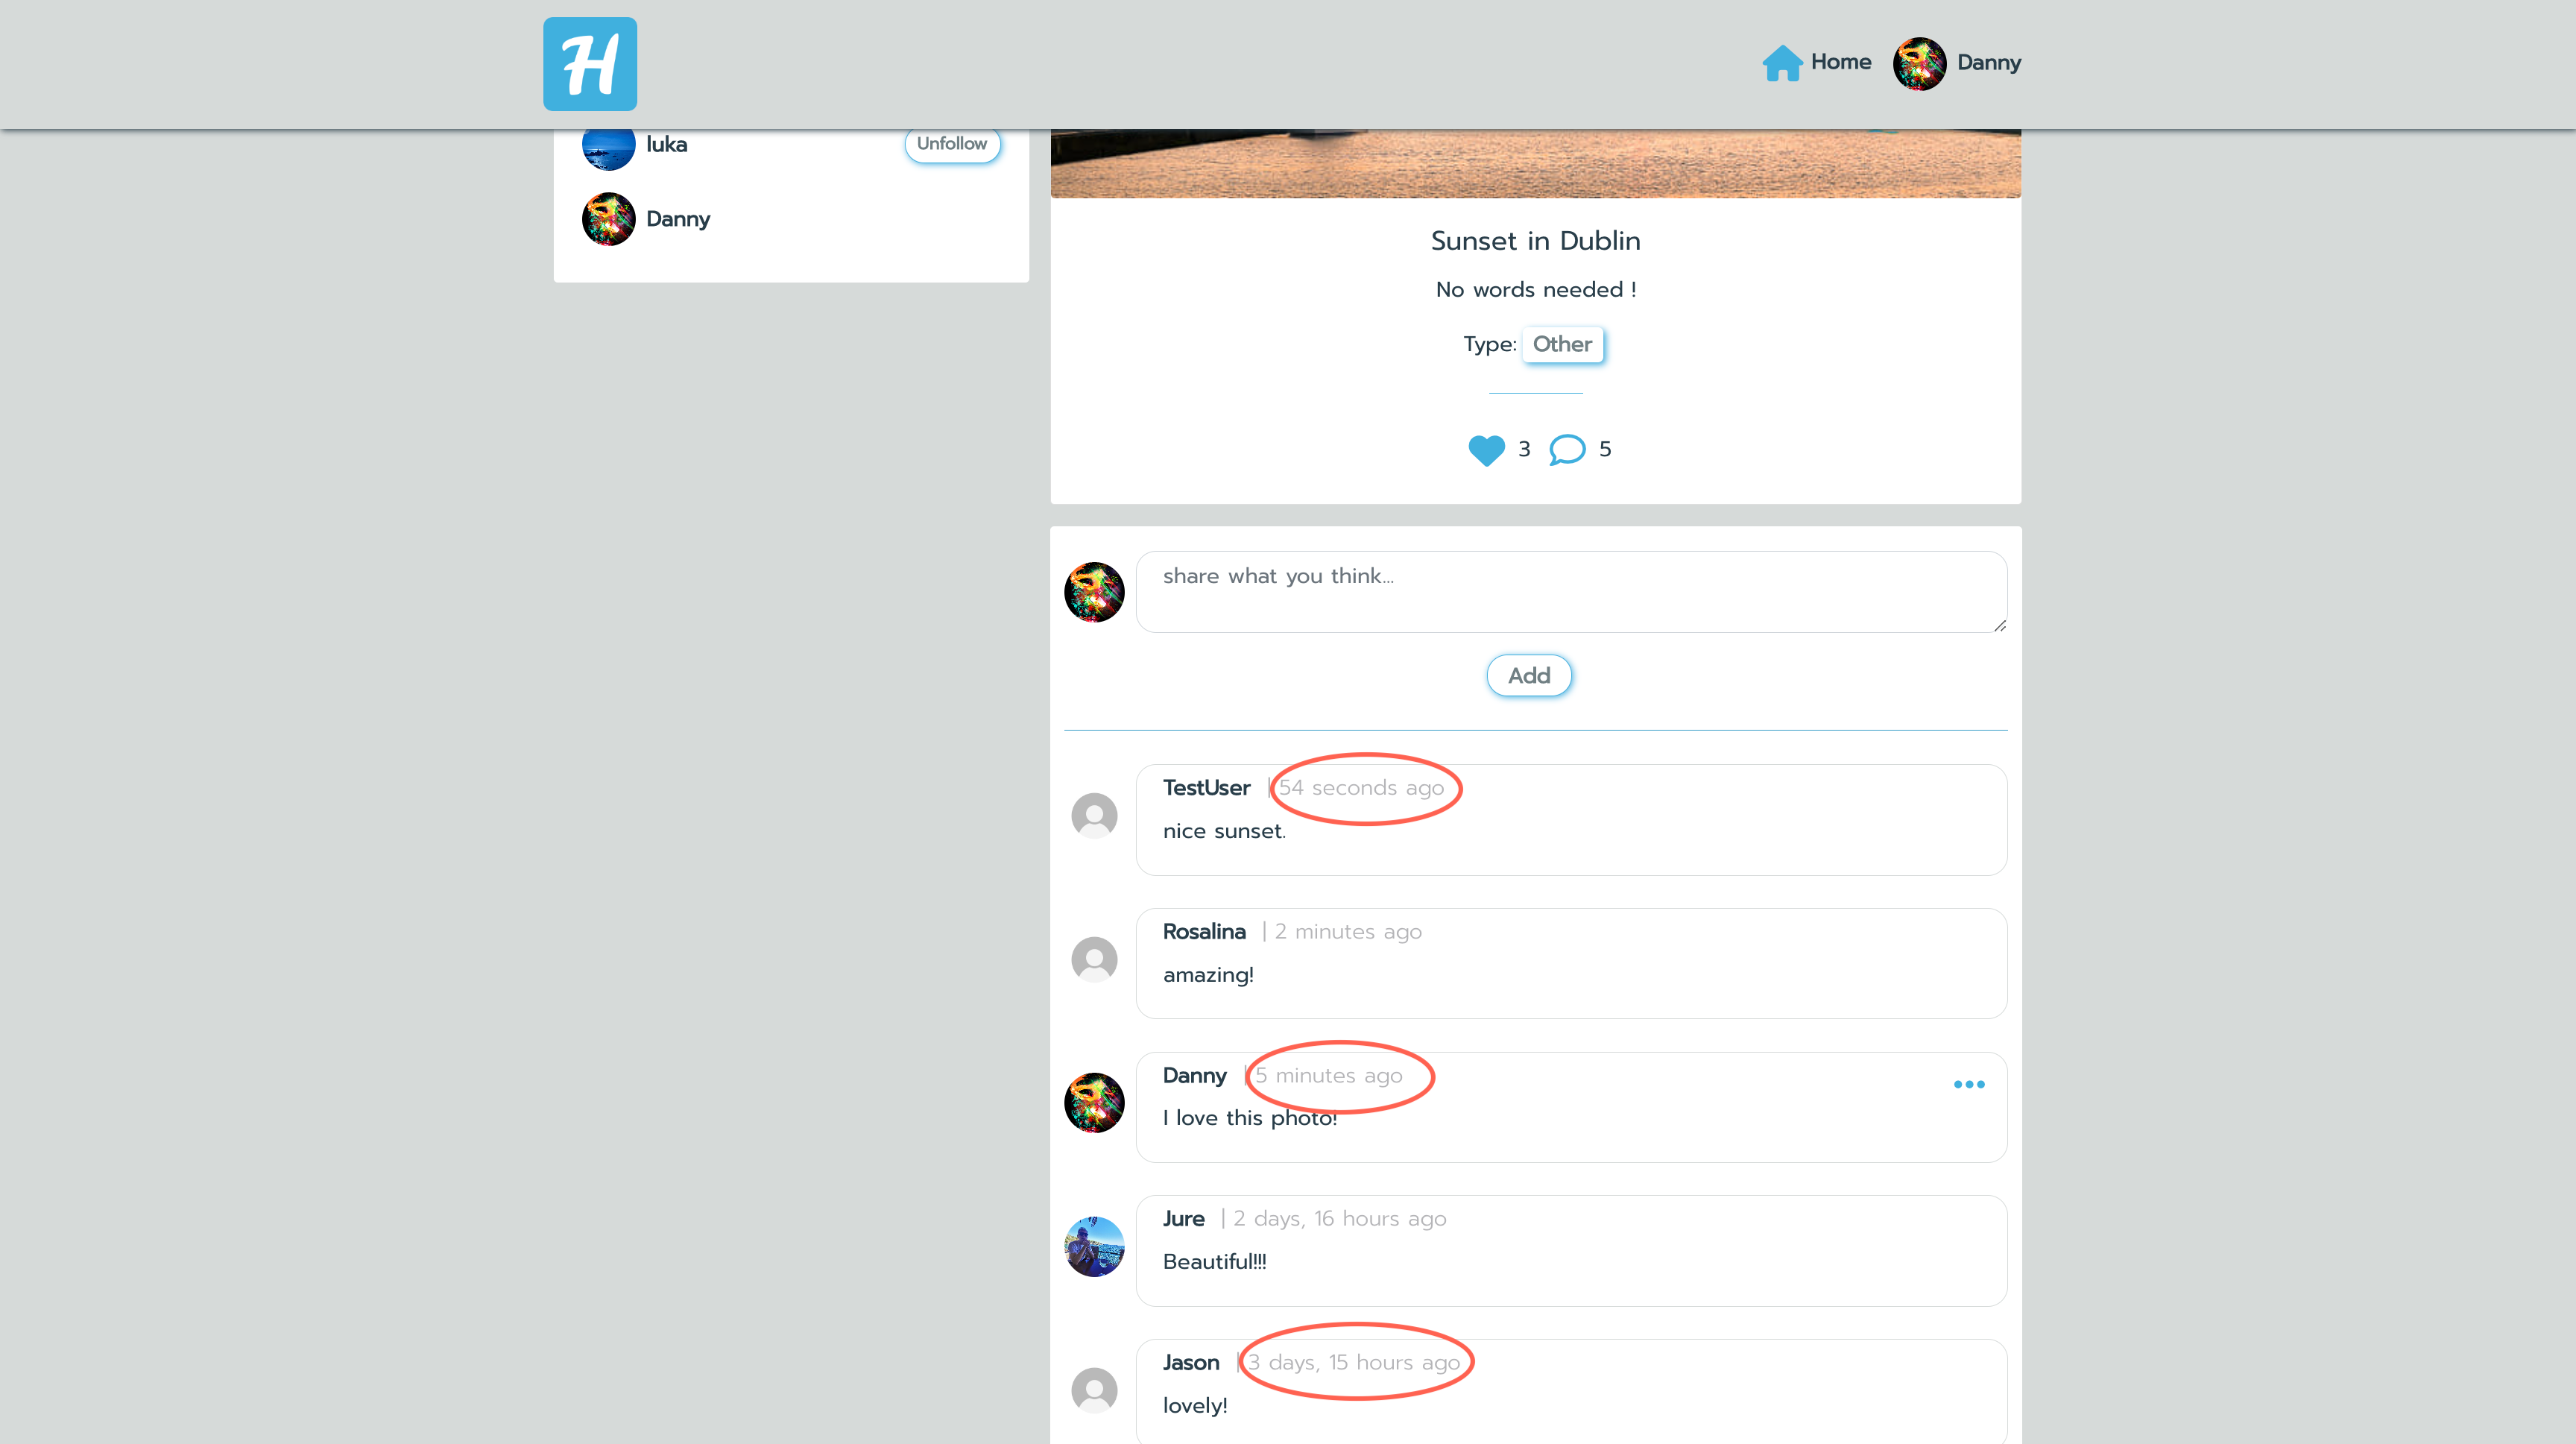 H
Home
Danny
luka
Unfollow
Danny
Sunset in Dublin
No words needed !
Type: Other
3
5
share what you think...
Add
TestUser | 54 seconds ago
nice sunset.
Rosalina | 2 minutes ago
amazing!
Danny | 5 minutes ago
I love this photo!
Jure | 2 days, 16 hours ago
Beautiful!!!
Jason | 3 days, 15 hours ago
lovely!